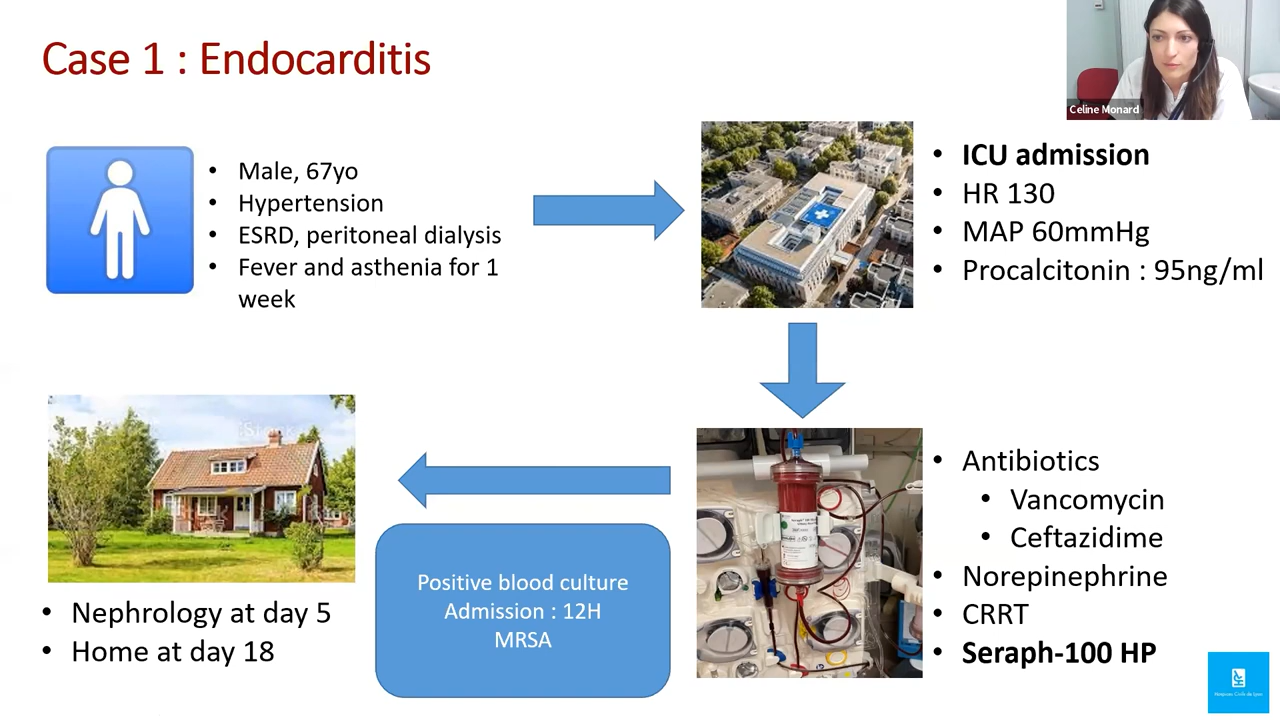 Case 1 : Endocarditis
Celine Monard
• Male, 67yo
• Hypertension
• ESRD, peritoneal dialysis
• Fever and asthenia for 1
week
• ICU admission
• HR 130
• MAP 60mmHg
• Procalcitonin : 95ng/ml
• Antibiotics
• Vancomycin
• Ceftazidime
• Norepinephrine
• CRRT
• Seraph-100 HP
Positive blood culture
Admission : 12H
MRSA
• Nephrology at day 5
• Home at day 18